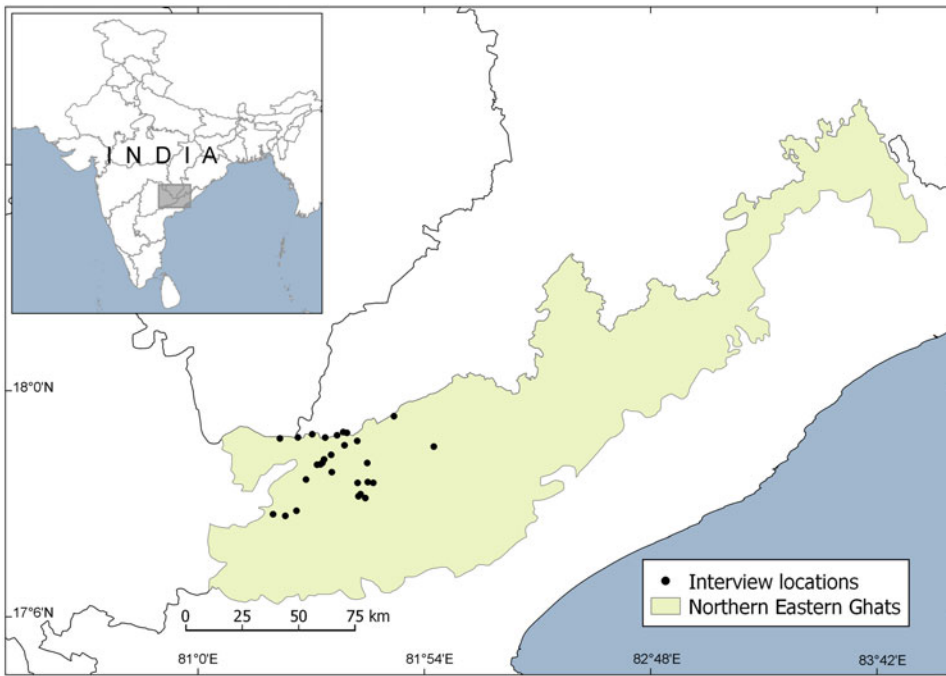 I N D I A
18°0'N
Interview locations
Northern Eastern Ghats
17°6'N
0 25 50 75 km
81°0'E 81°54'E 82°48'E 83°42'E